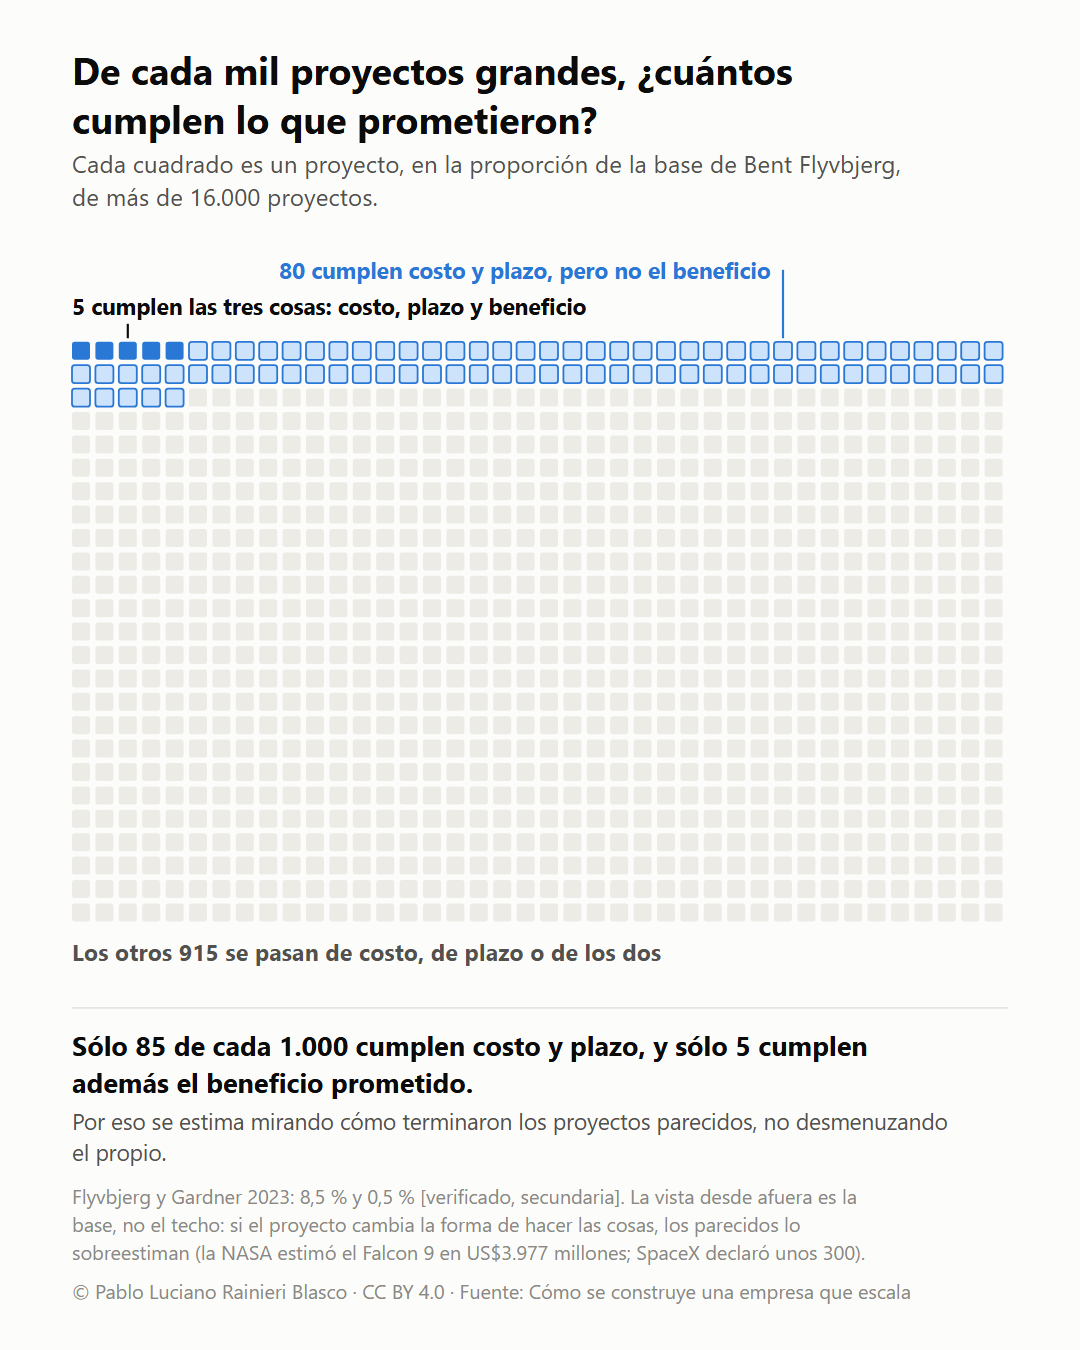 De cada mil proyectos grandes, ¿cuántos
cumplen lo que prometieron?
Cada cuadrado es un proyecto, en la proporción de la base de Bent Flyvbjerg,
de más de 16.000 proyectos.
80 cumplen costo y plazo, pero no el beneficio
5 cumplen las tres cosas: costo, plazo y beneficio
Los otros 915 se pasan de costo, de plazo o de los dos
Sólo 85 de cada 1.000 cumplen costo y plazo, y sólo 5 cumplen
además el beneficio prometido.
Por eso se estima mirando cómo terminaron los proyectos parecidos, no desmenuzando
el propio.
Flyvbjerg y Gardner 2023: 8,5 % y 0,5 % [verificado, secundaria]. La vista desde afuera es la
base, no el techo: si el proyecto cambia la forma de hacer las cosas, los parecidos lo
sobreestiman (la NASA estimó el Falcon 9 en US$3.977 millones; SpaceX declaró unos 300).
© Pablo Luciano Rainieri Blasco · CC BY 4.0 · Fuente: Cómo se construye una empresa que escala